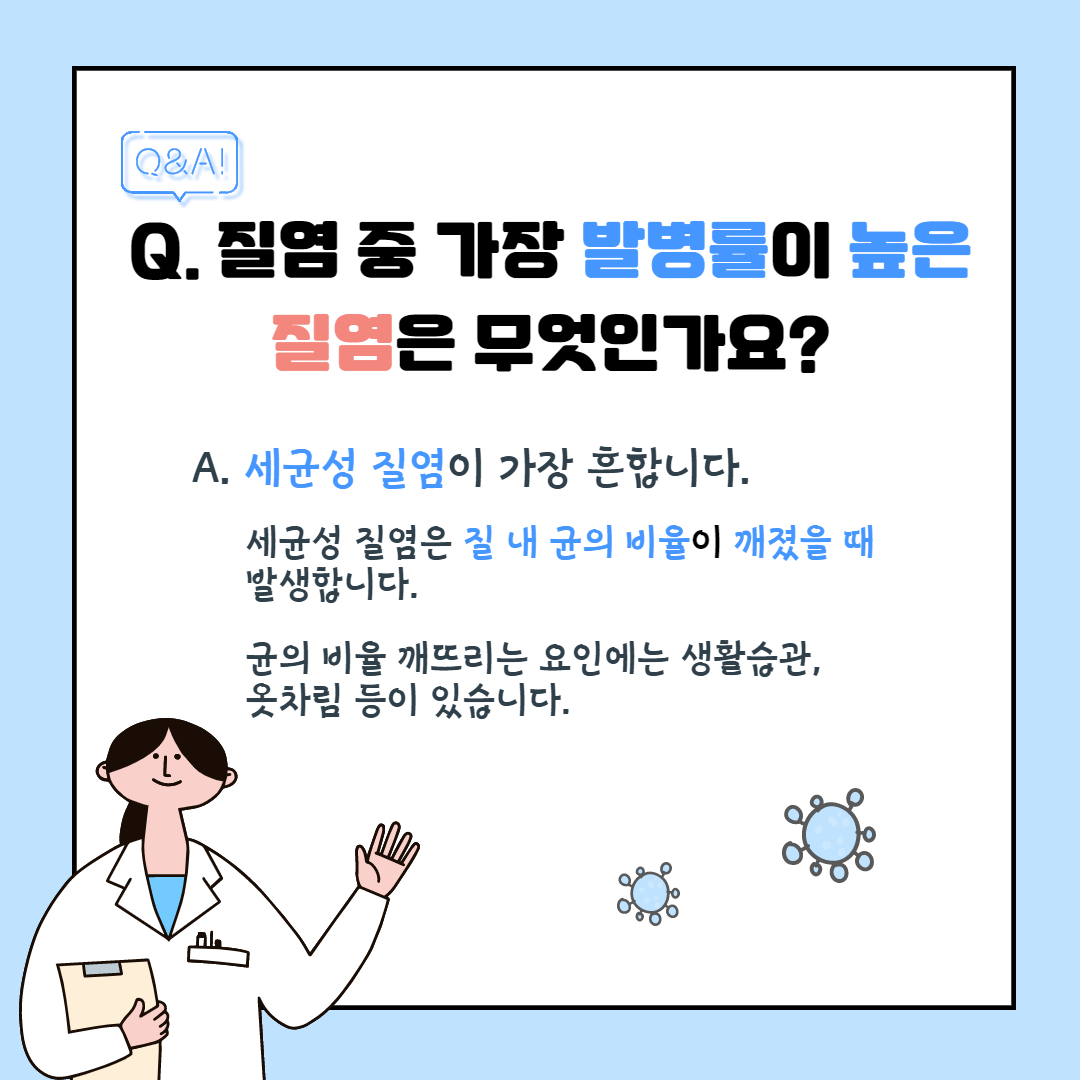 Q&A!
Q. 질염 중 가장 발병률이 높은
질염은 무엇인가요?
A. 세균성 질염이 가장 흔합니다.
세균성 질염은 질 내 균의 비율이 깨졌을 때
발생합니다.
균의 비율 깨뜨리는 요인에는 생활습관,
옷차림 등이 있습니다.